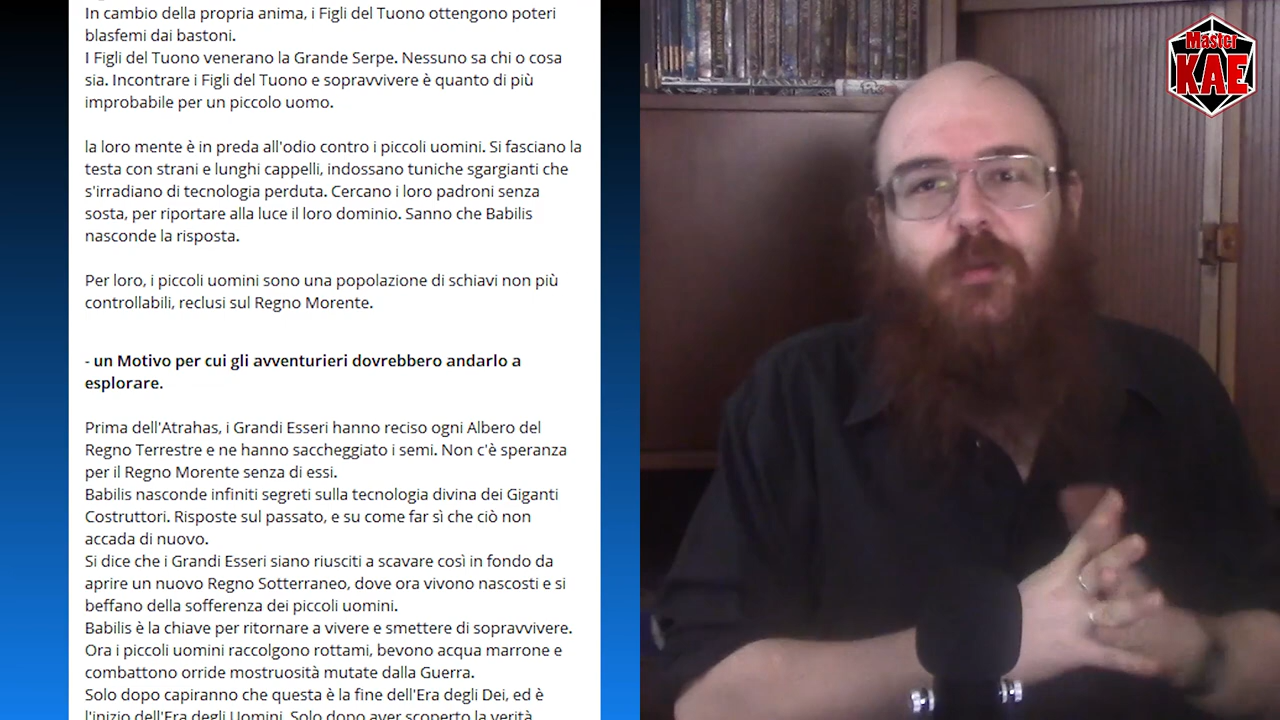 In cambio della propria anima, i Figli del Tuono ottengono poteri
blasfemi dai bastoni.
I Figli del Tuono venerano la Grande Serpe. Nessuno sa chi o cosa
sia. Incontrare i Figli del Tuono e sopravvivere è quanto di più
improbabile per un piccolo uomo.
la loro mente è in preda all'odio contro i piccoli uomini. Si fasciano la
testa con strani e lunghi cappelli, indossano tuniche sgargianti che
s'irradiano di tecnologia perduta. Cercano i loro padroni senza
sosta, per riportare alla luce il loro dominio. Sanno che Babilis
nasconde la risposta.
Per loro, i piccoli uomini sono una popolazione di schiavi non più
controllabili, reclusi sul Regno Morente.
- un Motivo per cui gli avventurieri dovrebbero andarlo a
esplorare.
Prima dell'Atrahas, i Grandi Esseri hanno reciso ogni Albero del
Regno Terrestre e ne hanno saccheggiato i semi. Non c'è speranza
per il Regno Morente senza di essi.
Babilis nasconde infiniti segreti sulla tecnologia divina dei Giganti
Costruttori. Risposte sul passato, e su come far sì che ciò non
accada di nuovo.
Si dice che i Grandi Esseri siano riusciti a scavare così in fondo da
aprire un nuovo Regno Sotterraneo, dove ora vivono nascosti e si
beffano della sofferenza dei piccoli uomini.
Babilis è la chiave per ritornare a vivere e smettere di sopravvivere.
Ora i piccoli uomini raccolgono rottami, bevono acqua marrone e
combattono orride mostruosità mutate dalla Guerra.
Solo dopo capiranno che questa è la fine dell'Era degli Dei, ed è
l'inizio dell'Era degli Uomini. Solo dopo aver scoperto la verità
Master
KAE